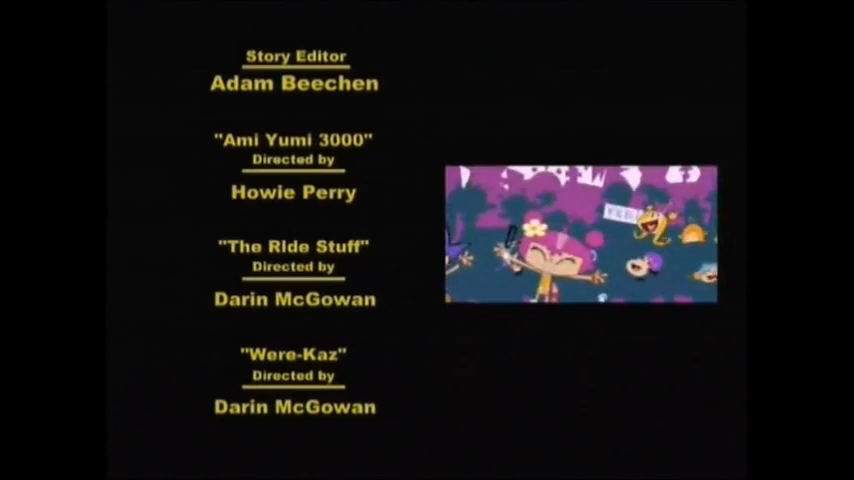 Story Editor
Adam Beechen
"Ami Yumi 3000"
Directed by
Howie Perry
"The RIde Stuff"
Directed by
Darin McGowan
"Were-Kaz"
Directed by
Darin McGowan